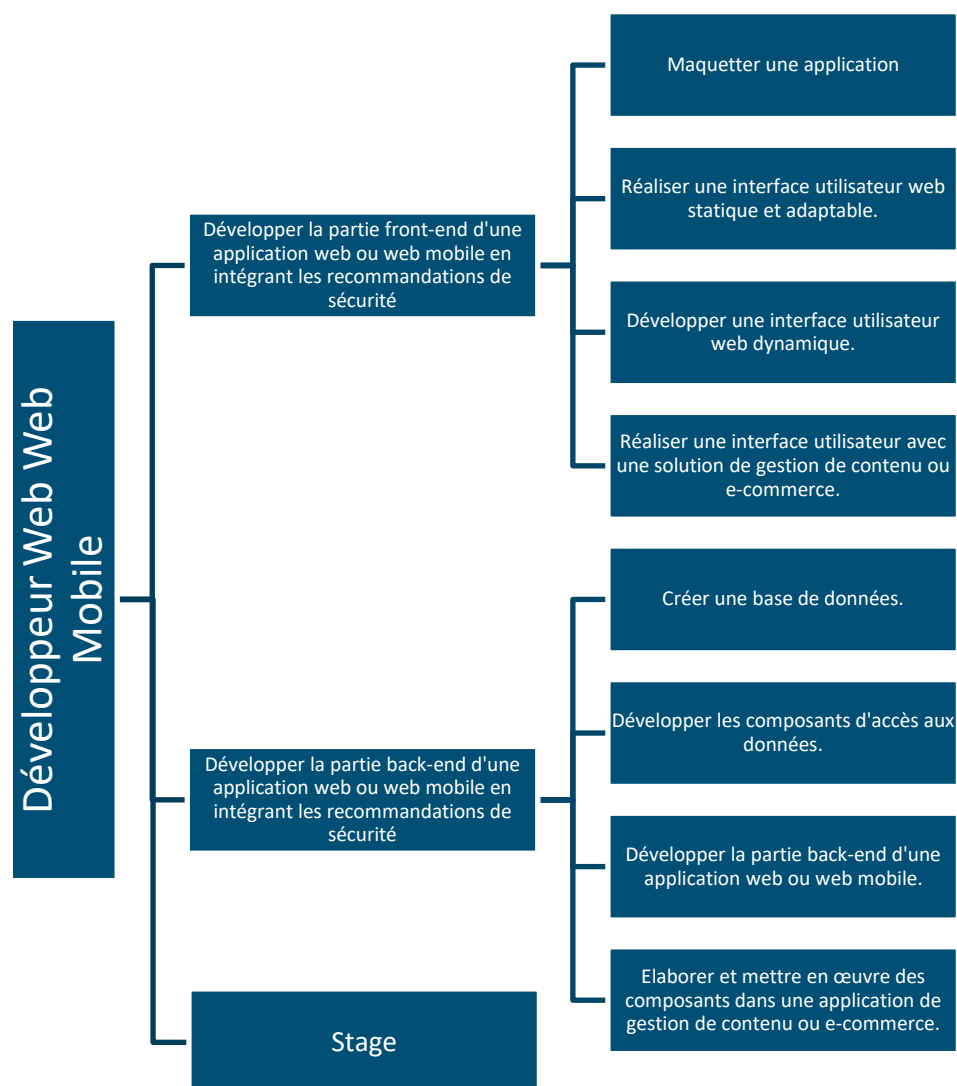 Développeur Web Web
Mobile
Développer la partie front-end d'une
application web ou web mobile en
intégrant les recommandations de
sécurité
Maquetter une application
Réaliser une interface utilisateur web
statique et adaptable.
Développer une interface utilisateur
web dynamique.
Réaliser une interface utilisateur avec
une solution de gestion de contenu ou
e-commerce.
Développer la partie back-end d'une
application web ou web mobile en
intégrant les recommandations de
sécurité
Créer une base de données.
Développer les composants d'accès aux
données.
Développer la partie back-end d'une
application web ou web mobile.
Elaborer et mettre en œuvre des
composants dans une application de
gestion de contenu ou e-commerce.
Stage